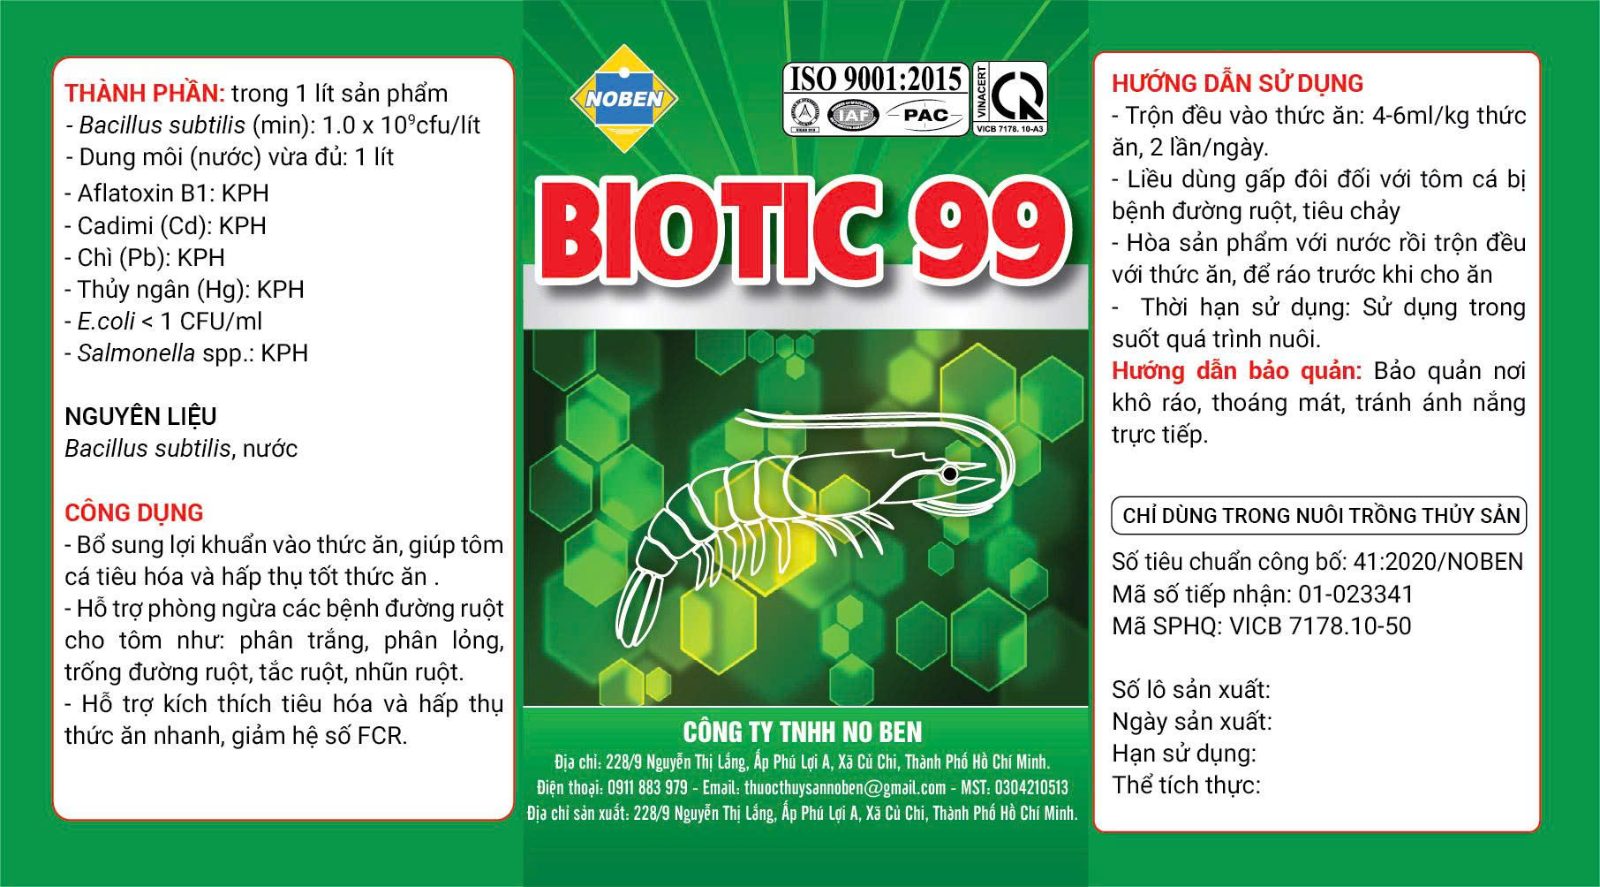 THÀNH PHẦN: trong 1 lít sản phẩm
- Bacillus subtilis (min): 1.0 x 10⁹cfu/lít
- Dung môi (nước) vừa đủ: 1 lít
- Aflatoxin B1: KPH
- Cadimi (Cd): KPH
- Chì (Pb): KPH
- Thủy ngân (Hg): KPH
- E.coli < 1 CFU/ml
- Salmonella spp.: KPH
NGUYÊN LIỆU
Bacillus subtilis, nước
CÔNG DỤNG
- Bổ sung lợi khuẩn vào thức ăn, giúp tôm
cá tiêu hóa và hấp thụ tốt thức ăn .
- Hỗ trợ phòng ngừa các bệnh đường ruột
cho tôm như: phân trắng, phân lỏng,
trống đường ruột, tắc ruột, nhũn ruột.
- Hỗ trợ kích thích tiêu hóa và hấp thụ
thức ăn nhanh, giảm hệ số FCR.
NOBEN
ISO 9001:2015
IAF
PAC
VINACERT
VICB 7178. 10-A3
BIOTIC 99
CÔNG TY TNHH NO BEN
Địa chỉ: 228/9 Nguyễn Thị Lắng, Ấp Phú Lợi A, Xã Củ Chi, Thành Phố Hồ Chí Minh.
Điện thoại: 0911 883 979 - Email: thuocthuysannoben@gmail.com - MST: 0304210513
Địa chỉ sản xuất: 228/9 Nguyễn Thị Lắng, Ấp Phú Lợi A, Xã Củ Chi, Thành Phố Hồ Chí Minh.
HƯỚNG DẪN SỬ DỤNG
- Trộn đều vào thức ăn: 4-6ml/kg thức
ăn, 2 lần/ngày.
- Liều dùng gấp đôi đối với tôm cá bị
bệnh đường ruột, tiêu chảy
- Hòa sản phẩm với nước rồi trộn đều
với thức ăn, để ráo trước khi cho ăn
- Thời hạn sử dụng: Sử dụng trong
suốt quá trình nuôi.
Hướng dẫn bảo quản: Bảo quản nơi
khô ráo, thoáng mát, tránh ánh nắng
trực tiếp.
CHỈ DÙNG TRONG NUÔI TRỒNG THỦY SẢN
Số tiêu chuẩn công bố: 41:2020/NOBEN
Mã số tiếp nhận: 01-023341
Mã SPHQ: VICB 7178.10-50
Số lô sản xuất:
Ngày sản xuất:
Hạn sử dụng:
Thể tích thực: